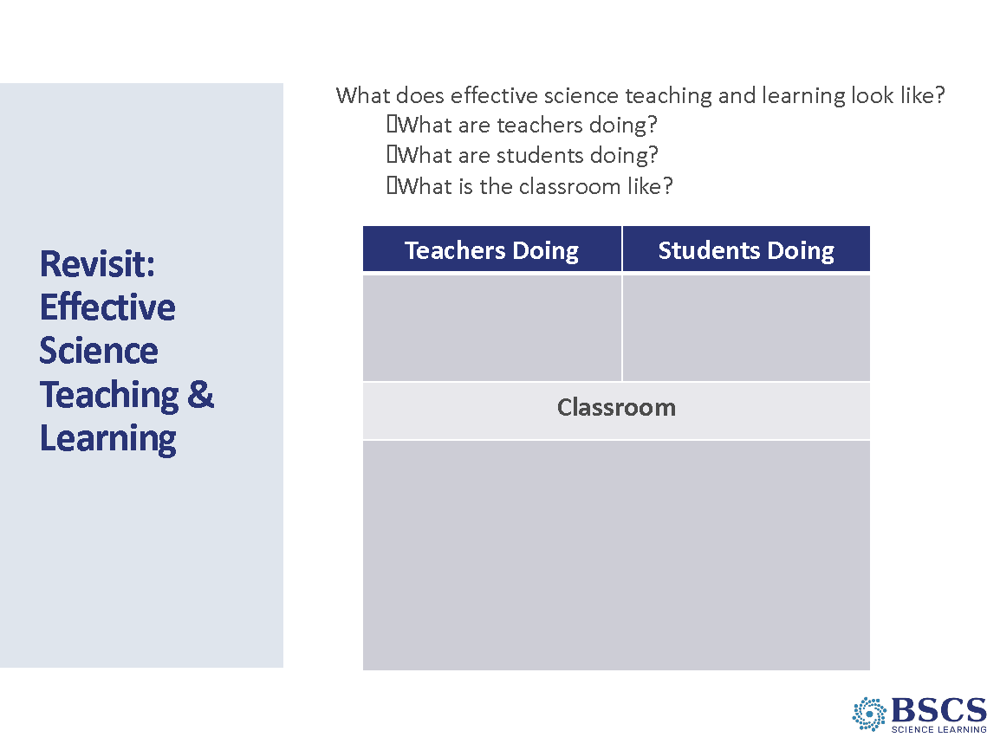 Revisit:
Effective
Science
Teaching &
Learning
What does effective science teaching and learning look like?
What are teachers doing?
What are students doing?
What is the classroom like?
Teachers Doing
Students Doing
Classroom
BSCS
SCIENCE LEARNING